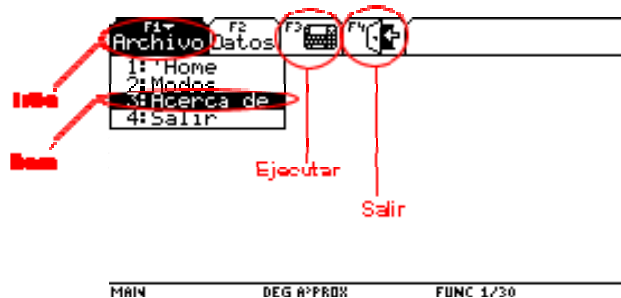 F1 F2 F3 F4
Archivo Datos
1: 'Home
2: Modos
3: Acerca de
4: Salir
Ejecutar
Salir
MAIN DEG APPROX FUNC 1/30